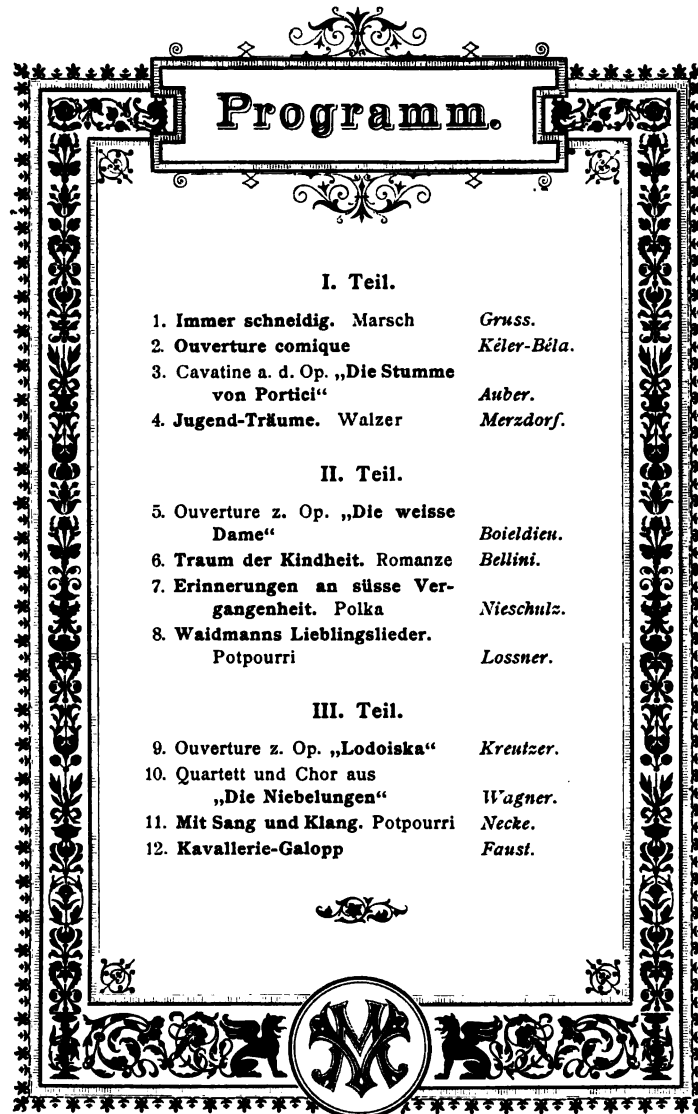 Programm.
I. Teil.
1. Immer schneidig. Marsch Gruss.
2. Ouverture comique Kéler-Béla.
3. Cavatine a. d. Op. „Die Stumme
von Portici“ Auber.
4. Jugend-Träume. Walzer Merzdorf.
II. Teil.
5. Ouverture z. Op. „Die weisse
Dame“ Boieldieu.
6. Traum der Kindheit. Romanze Bellini.
7. Erinnerungen an süsse Ver-
gangenheit. Polka Nieschulz.
8. Waidmanns Lieblingslieder.
Potpourri Lossner.
III. Teil.
9. Ouverture z. Op. „Lodoiska“ Kreutzer.
10. Quartett und Chor aus
„Die Niebelungen“ Wagner.
11. Mit Sang und Klang. Potpourri Necke.
12. Kavallerie-Galopp Faust.